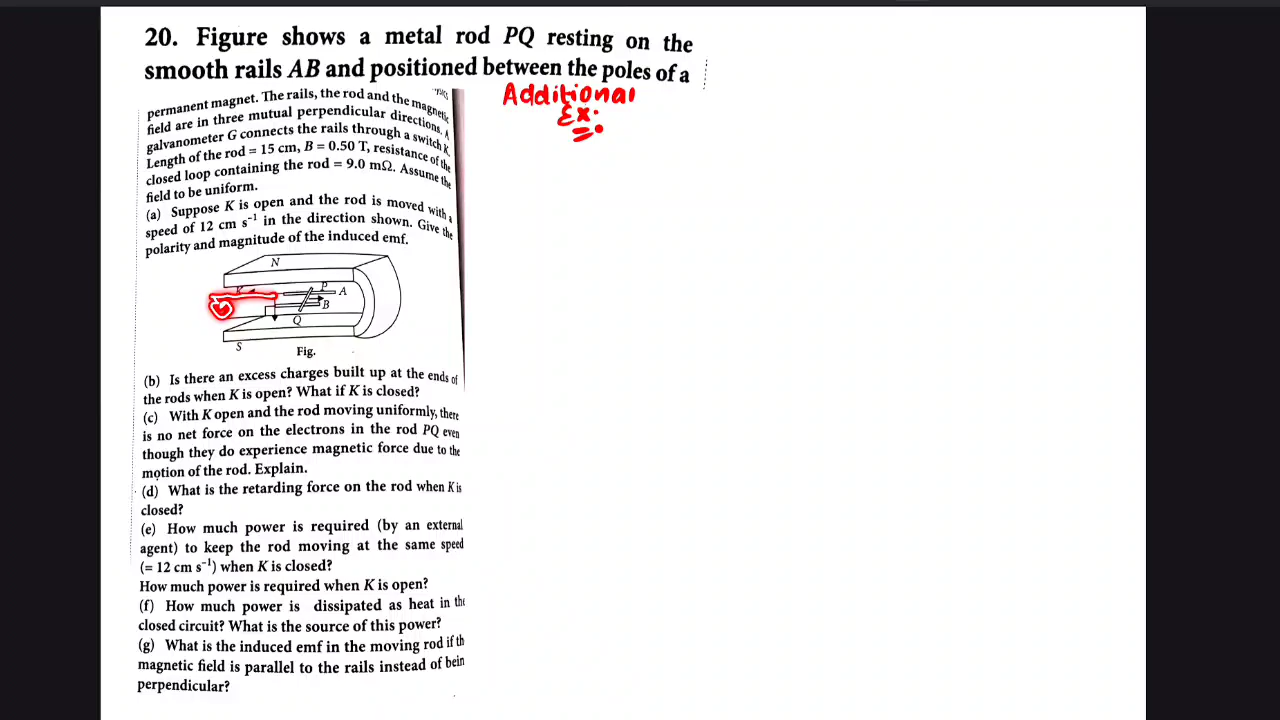 20. Figure shows a metal rod PQ resting on the
smooth rails AB and positioned between the poles of a
Additional
Ex.
permanent magnet. The rails, the rod and the magnetic
field are in three mutual perpendicular directions. A
galvanometer G connects the rails through a switch K.
Length of the rod = 15 cm, B = 0.50 T, resistance of the
closed loop containing the rod = 9.0 mΩ. Assume the
field to be uniform.
(a) Suppose K is open and the rod is moved with a
speed of 12 cm s⁻¹ in the direction shown. Give the
polarity and magnitude of the induced emf.
N
P
A
B
Q
S
Fig.
(b) Is there an excess charges built up at the ends of
the rods when K is open? What if K is closed?
(c) With K open and the rod moving uniformly, there
is no net force on the electrons in the rod PQ even
though they do experience magnetic force due to the
motion of the rod. Explain.
(d) What is the retarding force on the rod when K is
closed?
(e) How much power is required (by an external
agent) to keep the rod moving at the same speed
(= 12 cm s⁻¹) when K is closed?
How much power is required when K is open?
(f) How much power is dissipated as heat in the
closed circuit? What is the source of this power?
(g) What is the induced emf in the moving rod if th
magnetic field is parallel to the rails instead of bein
perpendicular?